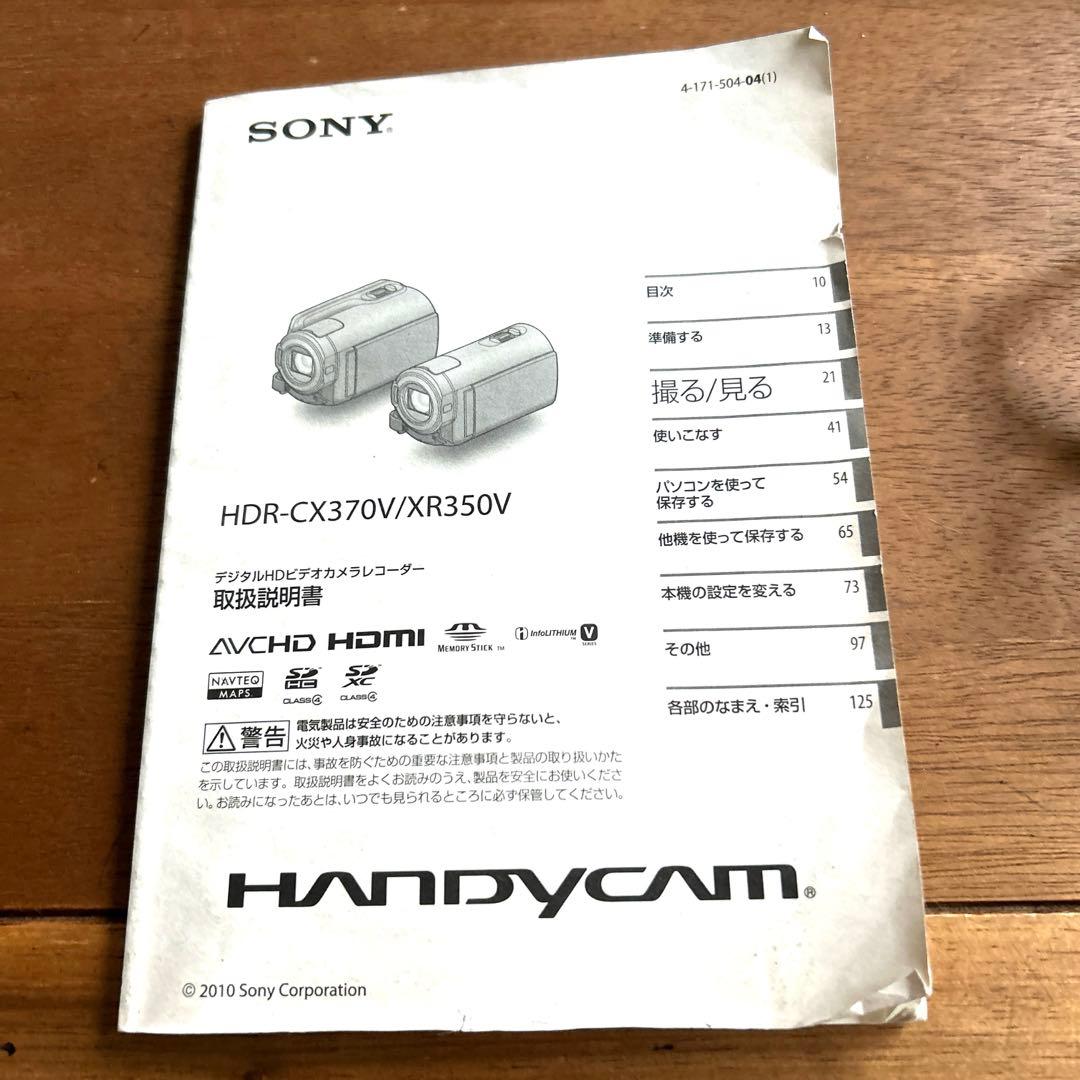 SONY®
4-171-504-04(1)
目次 10
準備する 13
撮る/見る 21
使いこなす 41
パソコンを使って
保存する 54
他機を使って保存する 65
本機の設定を変える 73
その他 97
各部のなまえ・索引 125
HDR-CX370V/XR350V
デジタルHDビデオカメラレコーダー
取扱説明書
AVCHD HDMI MEMORY STICK TM InfoLITHIUM TM V SERIES
NAVTEQ MAPS SD HC CLASS4 SD XC CLASS4
警告 電気製品は安全のための注意事項を守らないと、
火災や人身事故になることがあります。
この取扱説明書には、事故を防ぐための重要な注意事項と製品の取り扱いかた
を示しています。取扱説明書をよくお読みのうえ、製品を安全にお使いくださ
い。お読みになったあとは、いつでも見られるところに必ず保管してください。
HANDYCAM®
© 2010 Sony Corporation